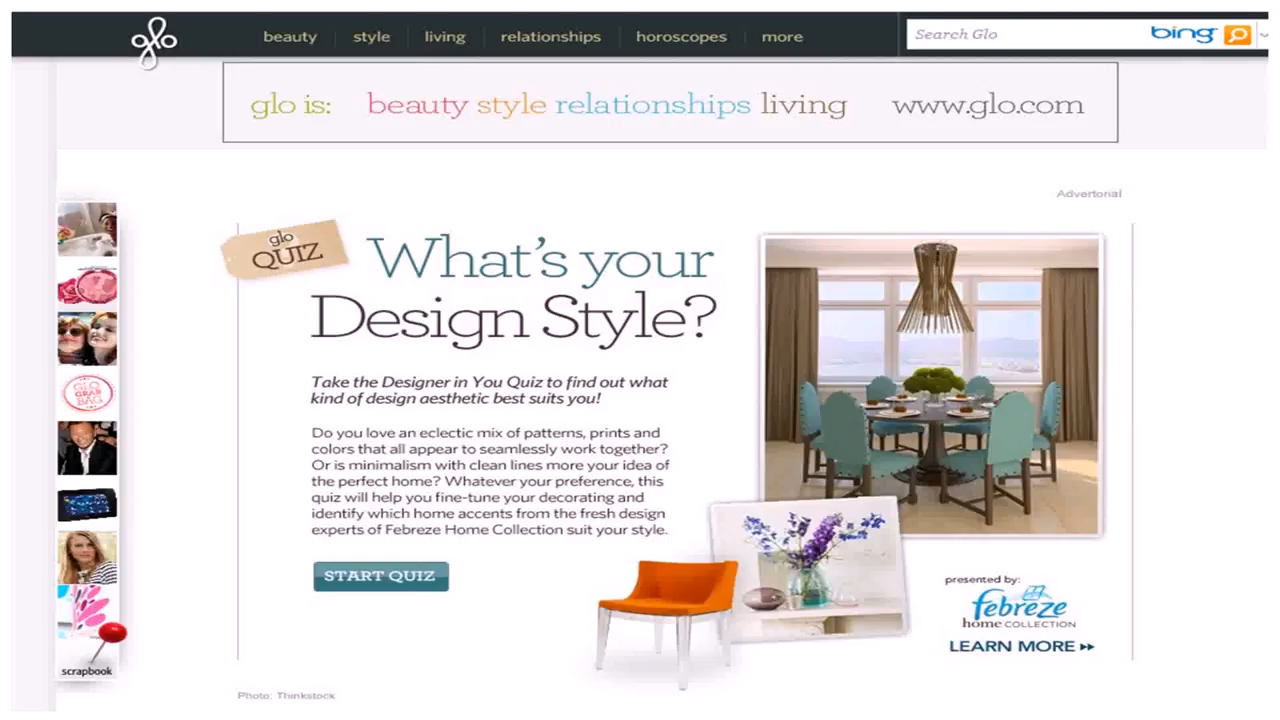 glo
beauty
style
living
relationships
horoscopes
more
Search Glo
bing
glo is: beauty style relationships living www.glo.com
Advertorial
glo
QUIZ
What's your
Design Style?
Take the Designer in You Quiz to find out what
kind of design aesthetic best suits you!
Do you love an eclectic mix of patterns, prints and
colors that all appear to seamlessly work together?
Or is minimalism with clean lines more your idea of
the perfect home? Whatever your preference, this
quiz will help you fine-tune your decorating and
identify which home accents from the fresh design
experts of Febreze Home Collection suit your style.
START QUIZ
GLO
GRAB
BAG
scrapbook
presented by:
febreze
home COLLECTION
LEARN MORE
Photo: Thinkstock